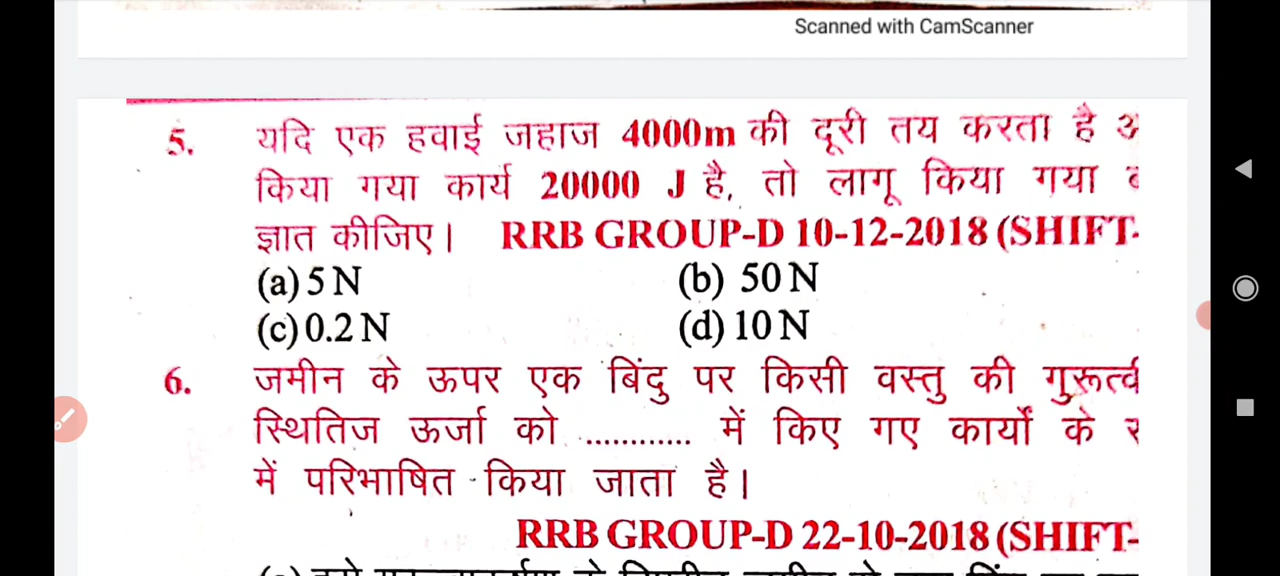 Scanned with CamScanner
5. यदि एक हवाई जहाज 4000m की दूरी तय करता है
किया गया कार्य 20000 J है, तो लागू किया गया
ज्ञात कीजिए। RRB GROUP-D 10-12-2018 (SHIFT-
(a) 5 N (b) 50 N
(c) 0.2 N (d) 10 N
6. जमीन के ऊपर एक बिंदु पर किसी वस्तु की
स्थितिज ऊर्जा को ............ में किए गए कार्यों के
में परिभाषित किया जाता है।
RRB GROUP-D 22-10-2018 (SHIFT-